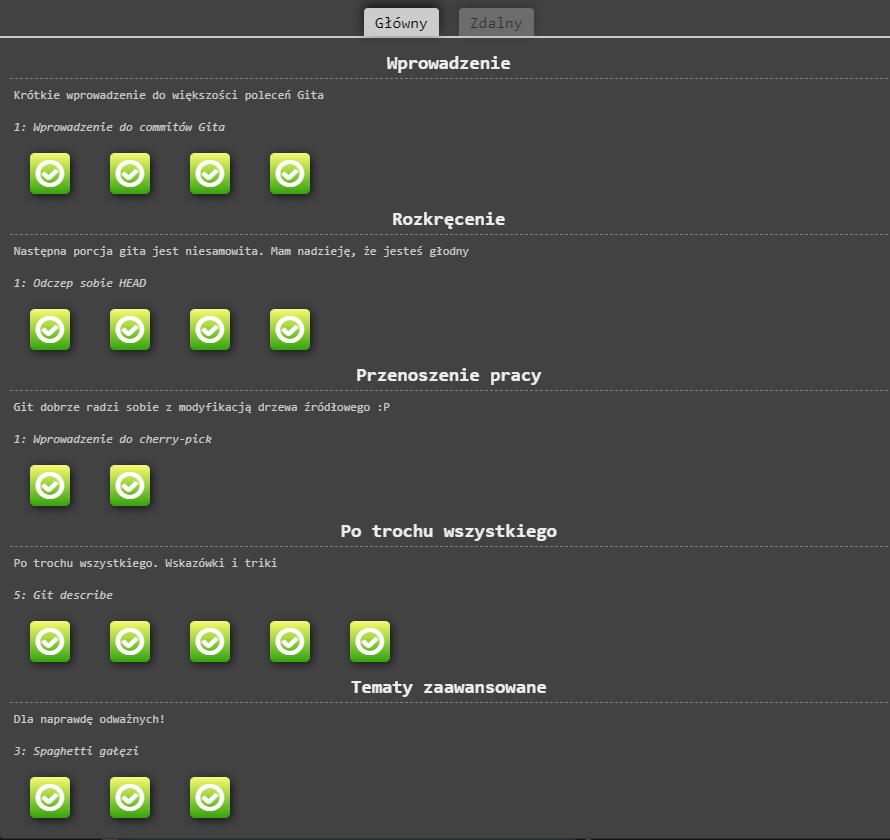 Główny Zdalny
Wprowadzenie
Krótkie wprowadzenie do większości poleceń Gita
1: Wprowadzenie do commitów Gita
Rozkręcenie
Następna porcja gita jest niesamowita. Mam nadzieję, że jesteś głodny
1: Odczep sobie HEAD
Przenoszenie pracy
Git dobrze radzi sobie z modyfikacją drzewa źródłowego :P
1: Wprowadzenie do cherry-pick
Po trochu wszystkiego
Po trochu wszystkiego. Wskazówki i triki
5: Git describe
Tematy zaawansowane
Dla naprawdę odważnych!
3: Spaghetti gałęzi